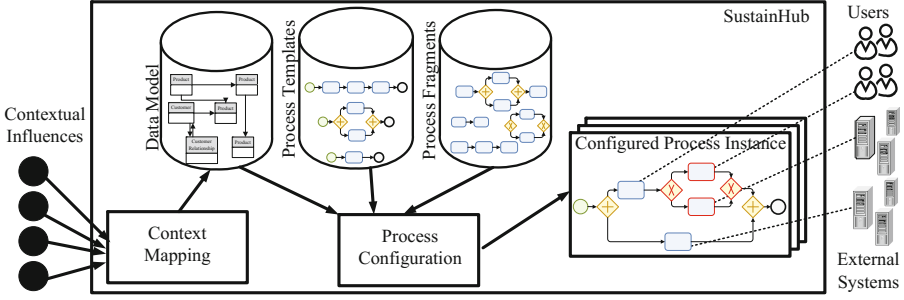 SustainHub
Users
Contextual
Influences
Data Model
Product
Product
Customer
Product
Customer
Relationship
Product
Process Templates
Process Fragments
Configured Process Instance
X
X
X
X
Context
Mapping
Process
Configuration
External
Systems